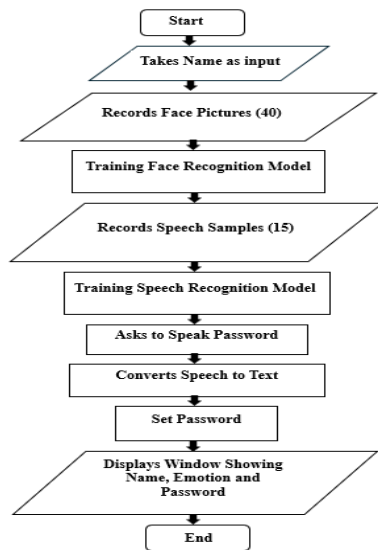 Start
Takes Name as input
Records Face Pictures (40)
Training Face Recognition Model
Records Speech Samples (15)
Training Speech Recognition Model
Asks to Speak Password
Converts Speech to Text
Set Password
Displays Window Showing
Name, Emotion and
Password
End